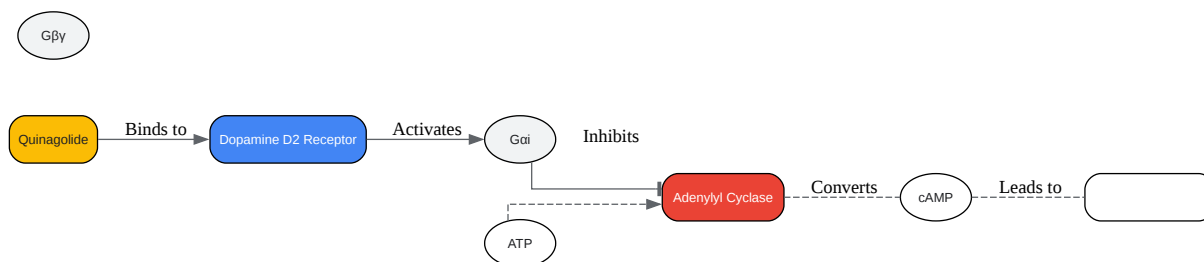 Gβγ
Quinagolide
Binds to
Dopamine D2 Receptor
Activates
Gαi
Inhibits
Adenylyl Cyclase
Converts
cAMP
Leads to
ATP